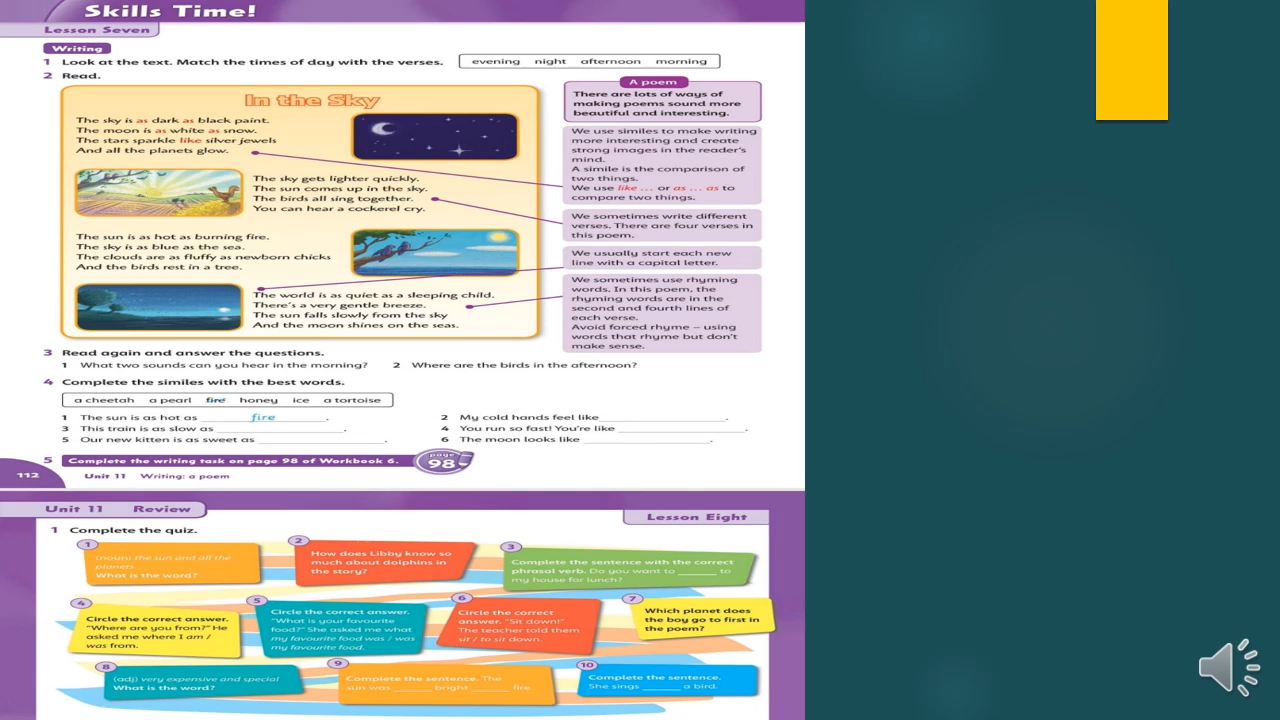 Skills Time!
Lesson Seven
Writing
1 Look at the text. Match the times of day with the verses.
evening night afternoon morning
2 Read.
In the Sky
The sky is as dark as black paint.
The moon is as white as snow.
The stars sparkle like silver jewels
And all the planets glow.
The sky gets lighter quickly.
The sun comes up in the sky.
The birds all sing together.
You can hear a cockerel cry.
The sun is as hot as burning fire.
The sky is as blue as the sea.
The clouds are as fluffy as newborn chicks
And the birds rest in a tree.
The world is as quiet as a sleeping child.
There's a very gentle breeze.
The sun falls slowly from the sky
And the moon shines on the seas.
A poem
There are lots of ways of
making poems sound more
beautiful and interesting.
We use similes to make writing
more interesting and create
strong images in the reader's
mind.
A simile is the comparison of
two things.
We use like ... or as ... as to
compare two things.
We sometimes write different
verses. There are four verses in
this poem.
We usually start each new
line with a capital letter.
We sometimes use rhyming
words. In this poem, the
rhyming words are in the
second and fourth lines of
each verse.
Avoid forced rhyme – using
words that rhyme but don't
make sense.
3 Read again and answer the questions.
1 What two sounds can you hear in the morning? 2 Where are the birds in the afternoon?
4 Complete the similes with the best words.
a cheetah a pearl fire honey ice a tortoise
1 The sun is as hot as fire.
2 My cold hands feel like ______.
3 This train is as slow as ______.
4 You run so fast! You're like ______.
5 Our new kitten is as sweet as ______.
6 The moon looks like ______.
5 Complete the writing task on page 98 of Workbook 6.
page
98
112 Unit 11 Writing: a poem
Unit 11 Review
Lesson Eight
1 Complete the quiz.
1
(noun) the sun and all the
planets
What is the word?
2
How does Libby know so
much about dolphins in
the story?
3
Complete the sentence with the correct
phrasal verb. Do you want to ______ to
my house for lunch?
4
Circle the correct answer.
"Where are you from?" He
asked me where I am /
was from.
5
Circle the correct answer.
"What is your favourite
food?" She asked me what
my favourite food was / was
my favourite food.
6
Circle the correct
answer. "Sit down!"
The teacher told them
sit / to sit down.
7
Which planet does
the boy go to first in
the poem?
8
(adj) very expensive and special
What is the word?
9
Complete the sentence. The
sun was ______ bright ______ fire.
10
Complete the sentence.
She sings ______ a bird.